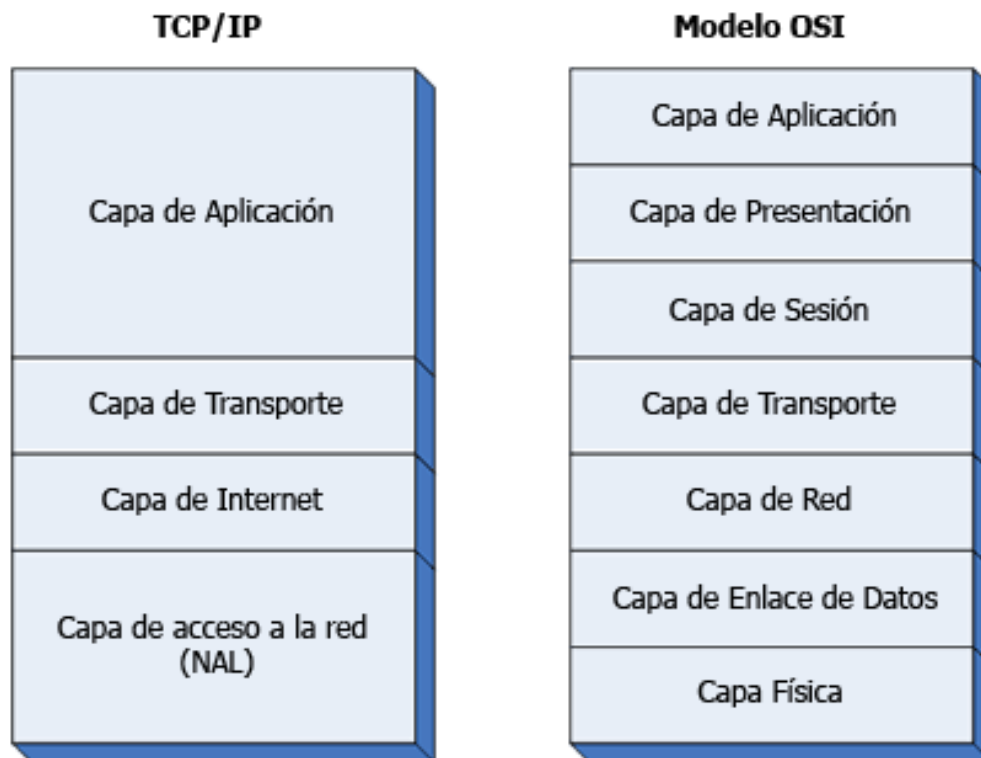 TCP/IP
Capa de Aplicación
Capa de Transporte
Capa de Internet
Capa de acceso a la red
(NAL)
Modelo OSI
Capa de Aplicación
Capa de Presentación
Capa de Sesión
Capa de Transporte
Capa de Red
Capa de Enlace de Datos
Capa Física